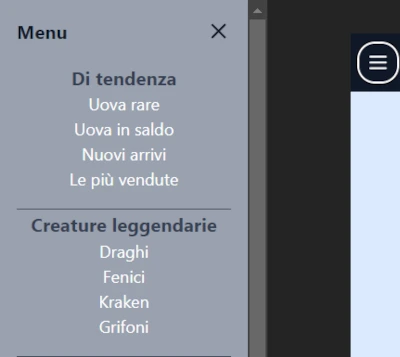 Menu
Di tendenza
Uova rare
Uova in saldo
Nuovi arrivi
Le più vendute
Creature leggendarie
Draghi
Fenici
Kraken
Grifoni